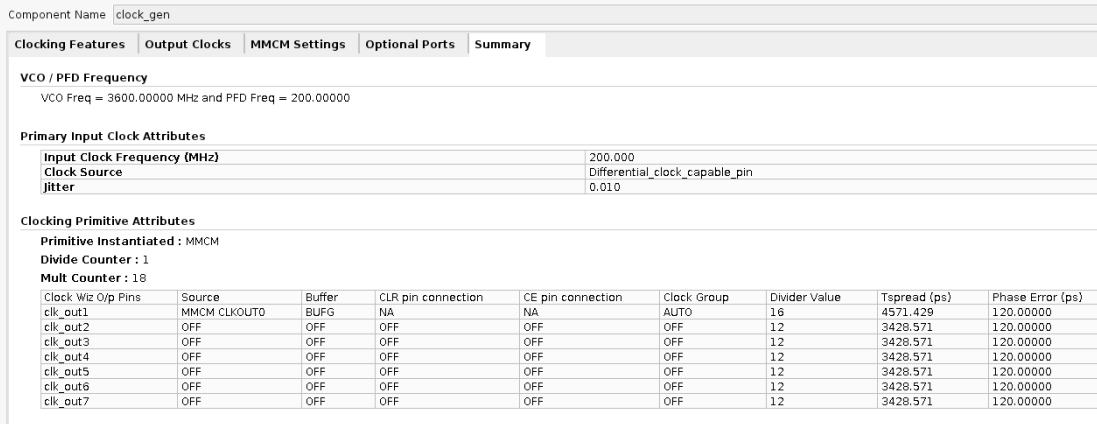 Component Name clock_gen
Clocking Features Output Clocks MMCM Settings Optional Ports Summary
VCO / PFD Frequency
VCO Freq = 3600.00000 MHz and PFD Freq = 200.00000
Primary Input Clock Attributes
Input Clock Frequency {MHz} 200.000
Clock Source Differential_clock_capable_pin
Jitter 0.010
Clocking Primitive Attributes
Primitive Instantiated : MMCM
Divide Counter : 1
Mult Counter : 18
Clock Wiz O/p Pins Source Buffer CLR pin connection CE pin connection Clock Group Divider Value Tspread (ps) Phase Error (ps)
clk_out1 MMCM CLKOUT0 BUFG NA NA AUTO 16 4571.429 120.00000
clk_out2 OFF OFF OFF OFF OFF 12 3428.571 120.00000
clk_out3 OFF OFF OFF OFF OFF 12 3428.571 120.00000
clk_out4 OFF OFF OFF OFF OFF 12 3428.571 120.00000
clk_out5 OFF OFF OFF OFF OFF 12 3428.571 120.00000
clk_out6 OFF OFF OFF OFF OFF 12 3428.571 120.00000
clk_out7 OFF OFF OFF OFF OFF 12 3428.571 120.00000